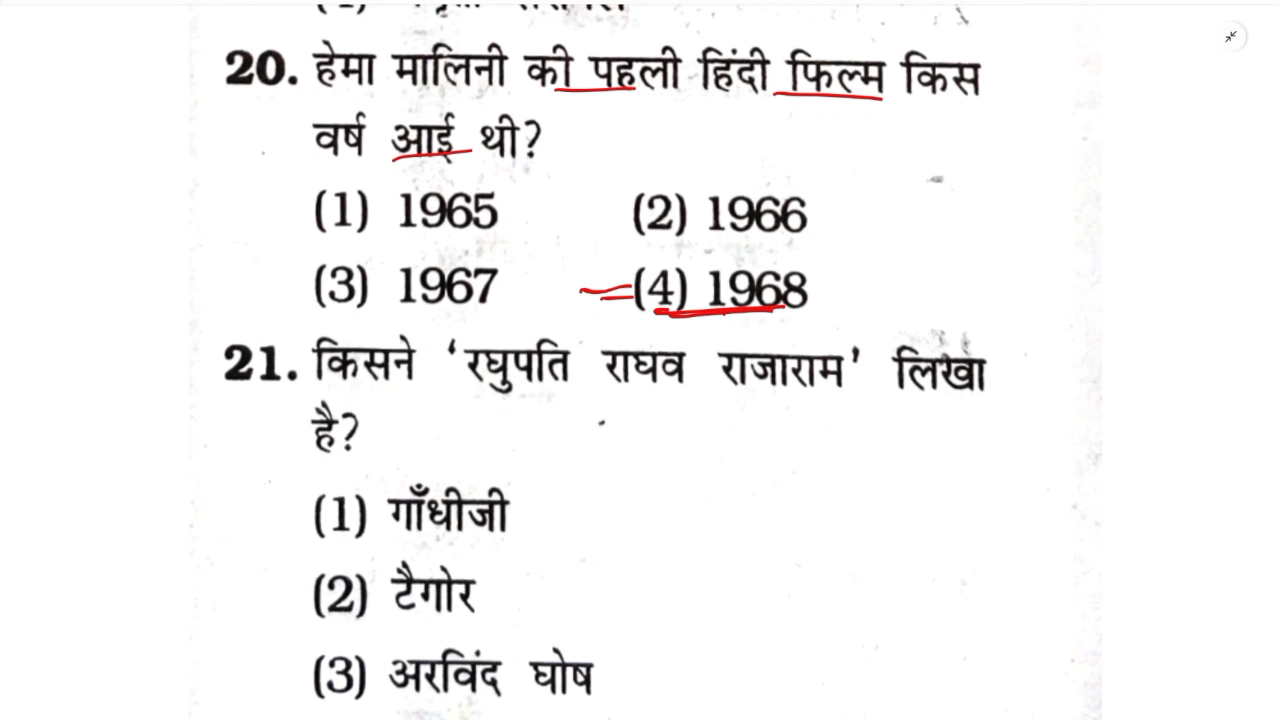 20. हेमा मालिनी की पहली हिंदी फिल्म किस
वर्ष आई थी?
(1) 1965 (2) 1966
(3) 1967 (4) 1968
21. किसने 'रघुपति राघव राजाराम' लिखा
है?
(1) गाँधीजी
(2) टैगोर
(3) अरविंद घोष